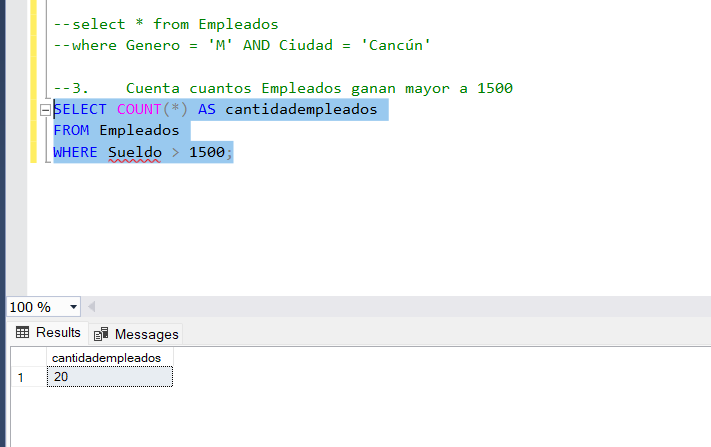 --select * from Empleados
--where Genero = 'M' AND Ciudad = 'Cancún'
--3.    Cuenta cuantos Empleados ganan mayor a 1500
SELECT COUNT(*) AS cantidadempleados
FROM Empleados
WHERE Sueldo > 1500;
100 %
Results Messages
cantidadempleados
1 20